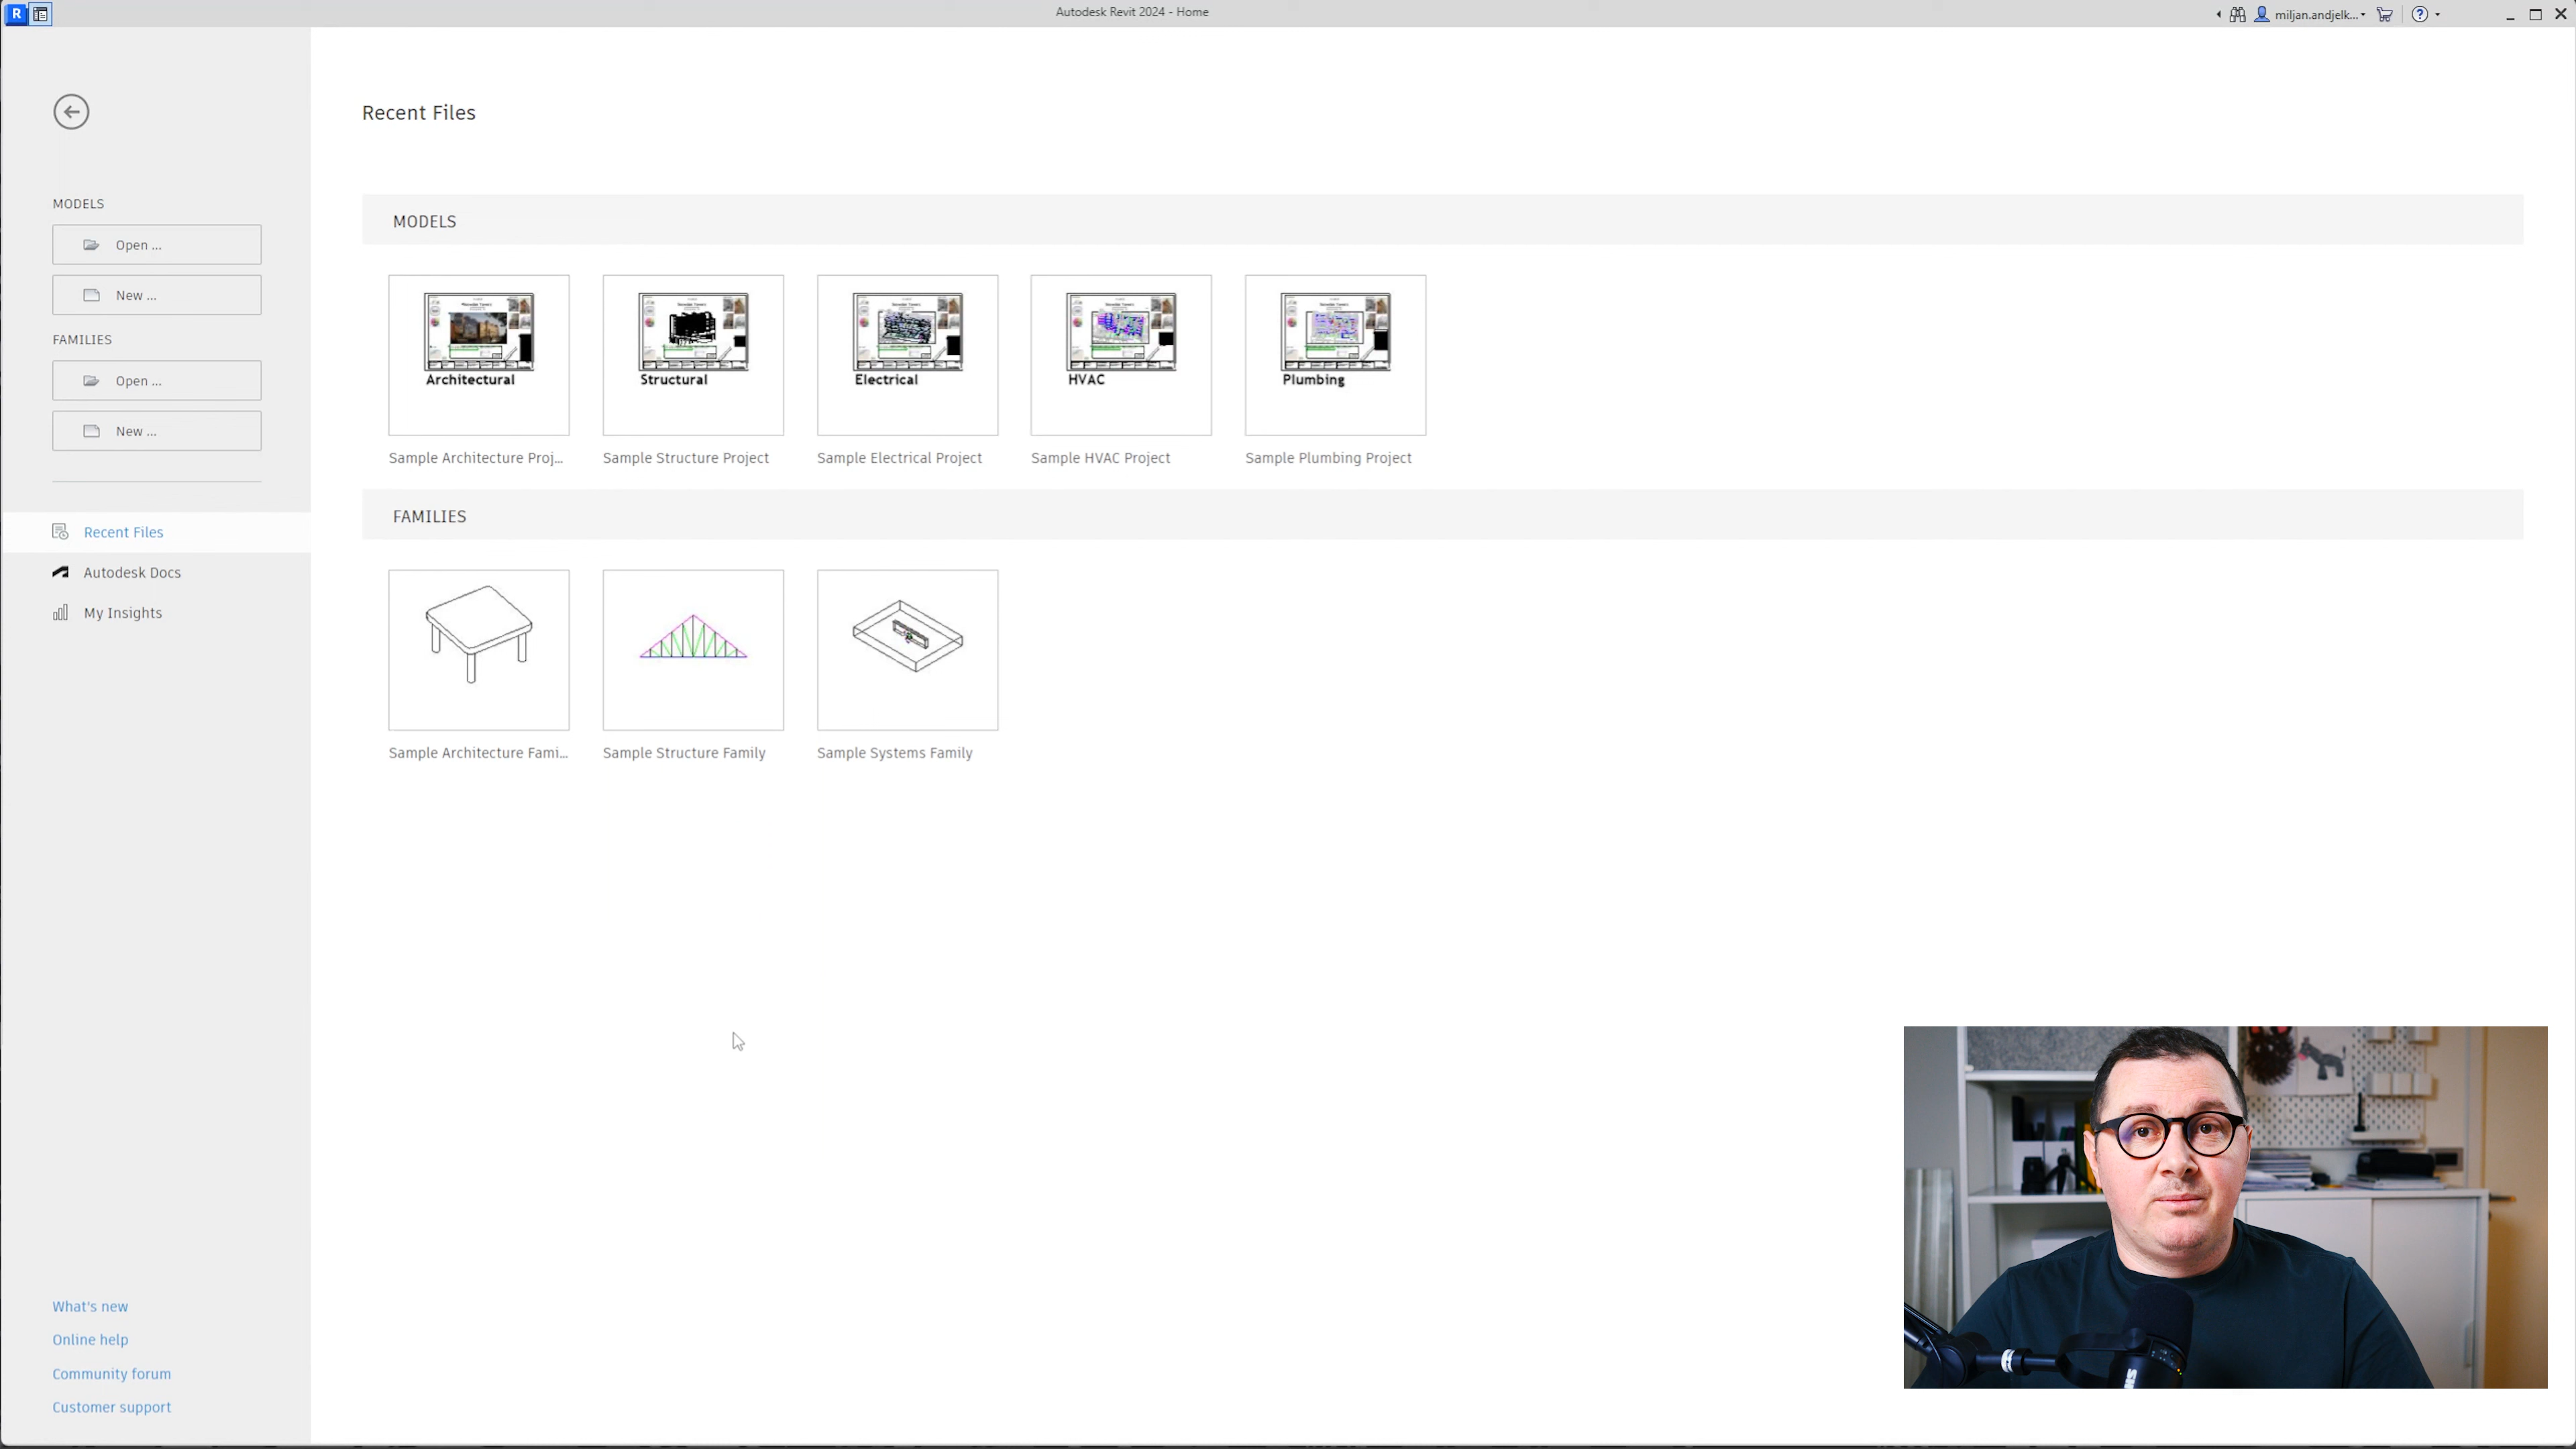 R
Autodesk Revit 2024 - Home
miljan.andjelk...
?
Recent Files
MODELS
Open ...
New ...
FAMILIES
Open ...
New ...
Recent Files
Autodesk Docs
My Insights
What's new
Online help
Community forum
Customer support
MODELS
Architectural
Structural
Electrical
HVAC
Plumbing
Sample Architecture Proj...
Sample Structure Project
Sample Electrical Project
Sample HVAC Project
Sample Plumbing Project
FAMILIES
Sample Architecture Fami...
Sample Structure Family
Sample Systems Family